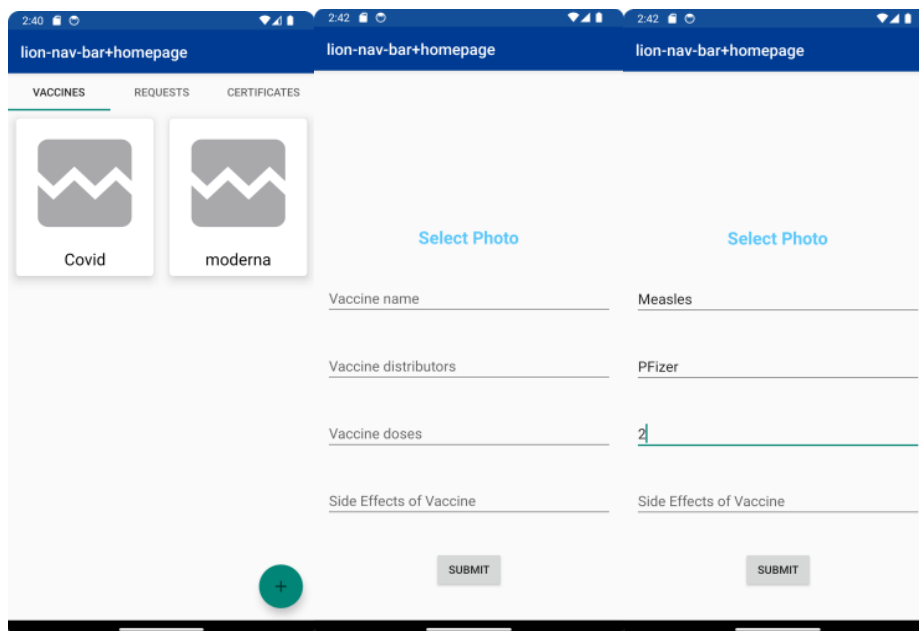 2:40
lion-nav-bar+homepage
VACCINES REQUESTS CERTIFICATES
Covid moderna
+
2:42
lion-nav-bar+homepage
Select Photo
Vaccine name
Vaccine distributors
Vaccine doses
Side Effects of Vaccine
SUBMIT
2:42
lion-nav-bar+homepage
Select Photo
Measles
PFizer
2
Side Effects of Vaccine
SUBMIT